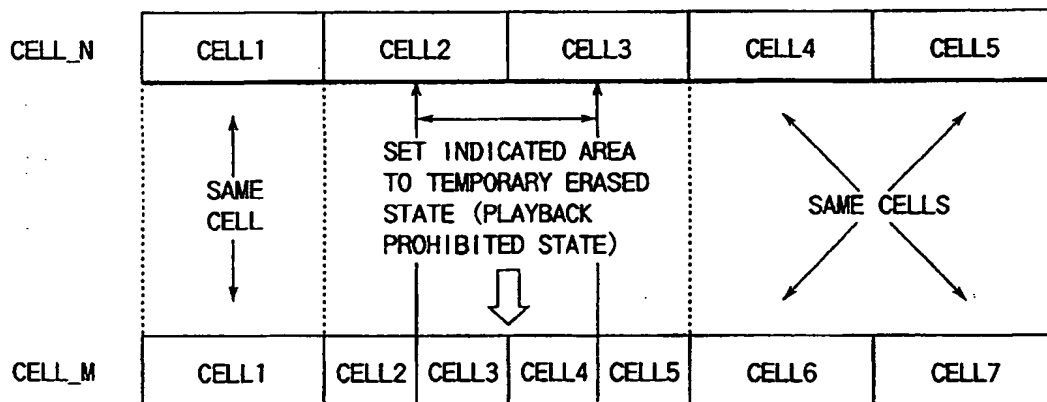 CELL_N CELL1 CELL2 CELL3 CELL4 CELL5
SAME
CELL
SET INDICATED AREA
TO TEMPORARY ERASED
STATE (PLAYBACK
PROHIBITED STATE)
SAME CELLS
CELL_M CELL1 CELL2 CELL3 CELL4 CELL5 CELL6 CELL7